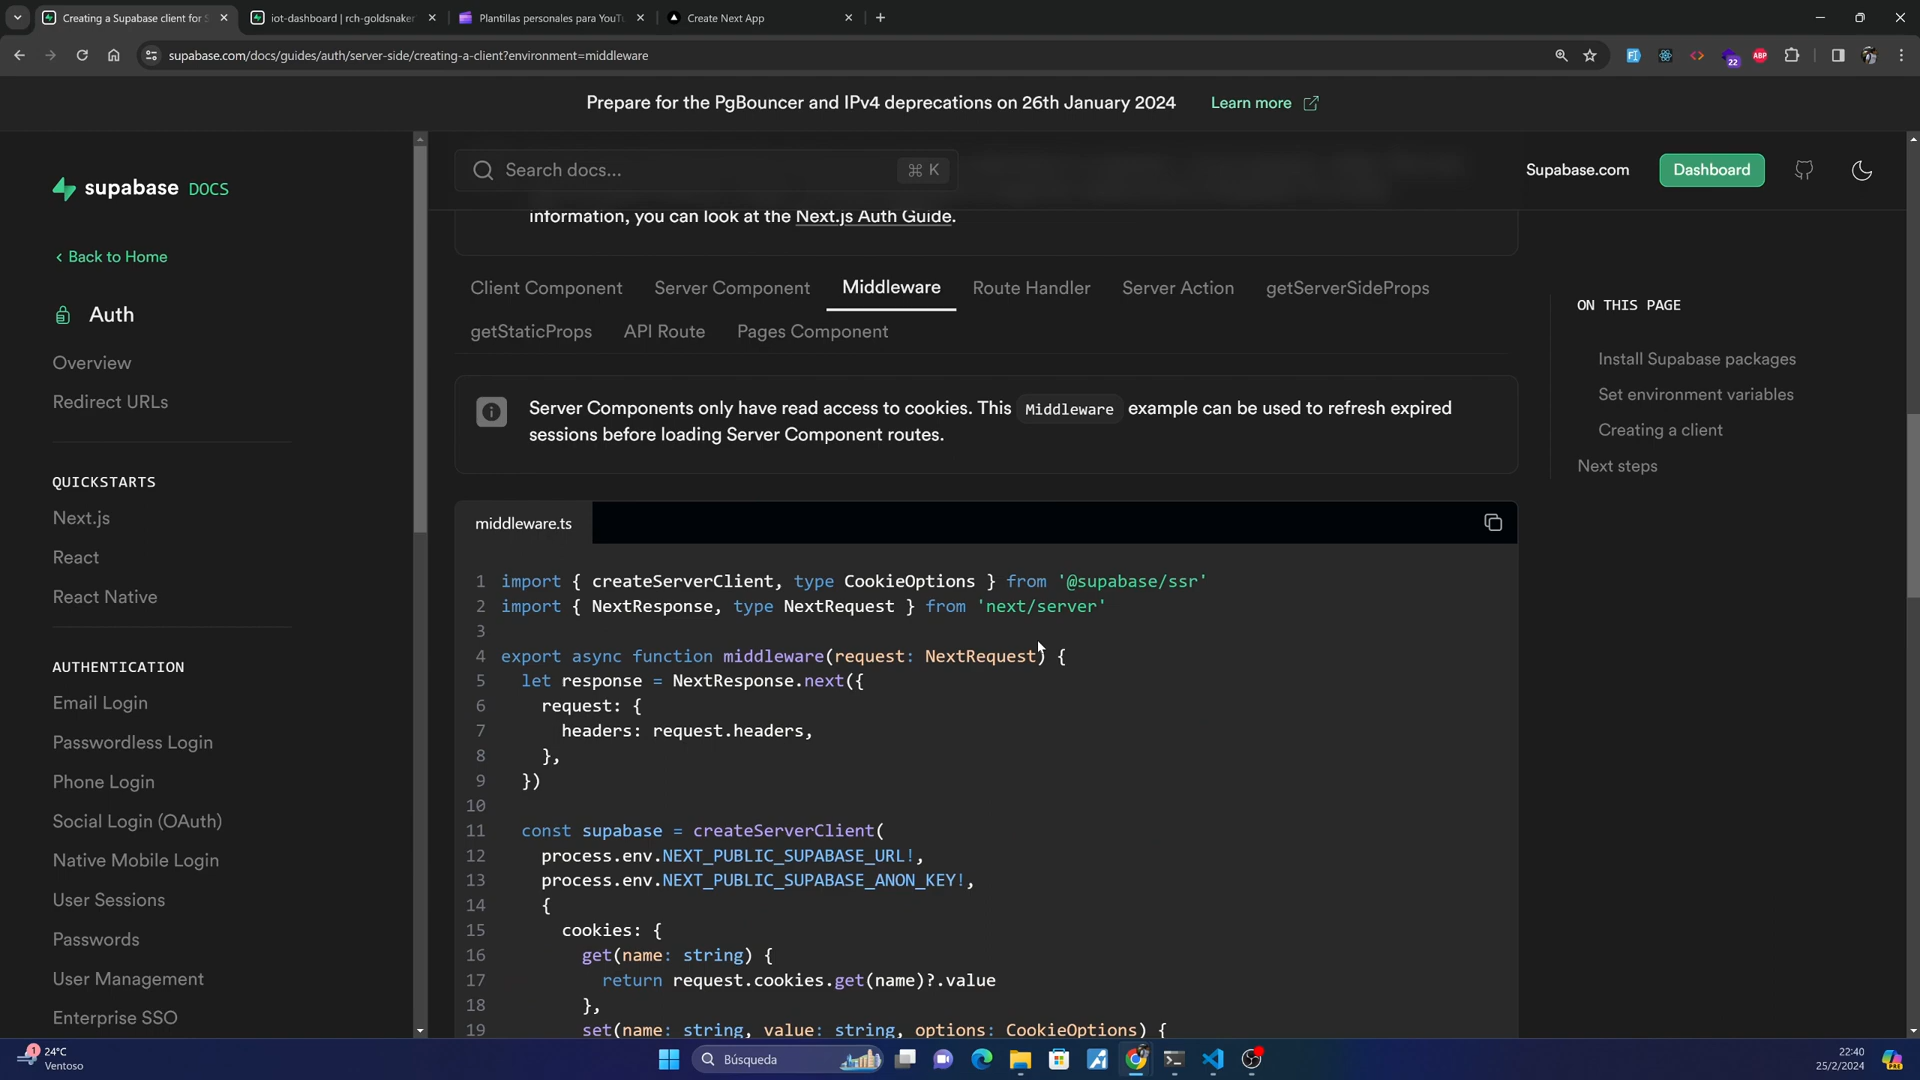 Creating a Supabase client for S
iot-dashboard | rch-goldsnaker
Plantillas personales para YouTu
Create Next App
supabase.com/docs/guides/auth/server-side/creating-a-client?environment=middleware
22
ABP
Prepare for the PgBouncer and IPv4 deprecations on 26th January 2024
Learn more
supabase DOCS
Search docs...
⌘ K
Supabase.com
Dashboard
< Back to Home
Auth
Overview
Redirect URLs
QUICKSTARTS
Next.js
React
React Native
AUTHENTICATION
Email Login
Passwordless Login
Phone Login
Social Login (OAuth)
Native Mobile Login
User Sessions
Passwords
User Management
Enterprise SSO
information, you can look at the Next.js Auth Guide.
Client Component
Server Component
Middleware
Route Handler
Server Action
getServerSideProps
getStaticProps
API Route
Pages Component
Server Components only have read access to cookies. This Middleware example can be used to refresh expired
sessions before loading Server Component routes.
middleware.ts
1 import { createServerClient, type CookieOptions } from '@supabase/ssr'
2 import { NextResponse, type NextRequest } from 'next/server'
3
4 export async function middleware(request: NextRequest) {
5 let response = NextResponse.next({
6 request: {
7 headers: request.headers,
8 },
9 })
10
11 const supabase = createServerClient(
12 process.env.NEXT_PUBLIC_SUPABASE_URL!,
13 process.env.NEXT_PUBLIC_SUPABASE_ANON_KEY!,
14 {
15 cookies: {
16 get(name: string) {
17 return request.cookies.get(name)?.value
18 },
19 set(name: string, value: string, options: CookieOptions) {
ON THIS PAGE
Install Supabase packages
Set environment variables
Creating a client
Next steps
1
24°C
Ventoso
Búsqueda
22:40
25/2/2024
PRE